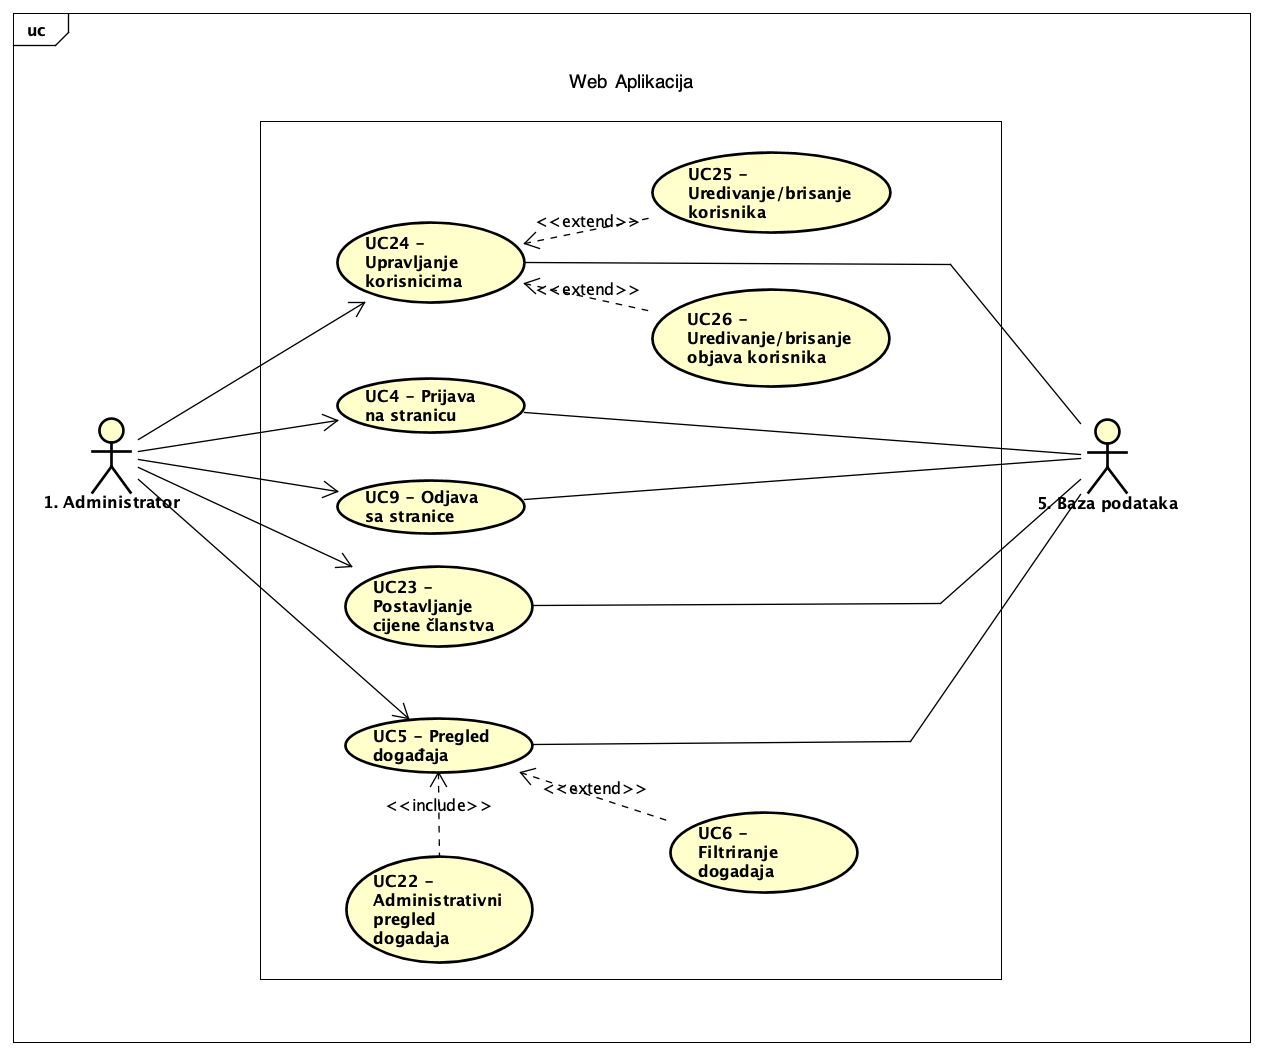 uc
Web Aplikacija
UC25 –
Uredivanje/brisanje
korisnika
<<extend>>
UC24 –
Upravljanje
korisnicima
<<extend>>
UC26 –
Uredivanje/brisanje
objava korisnika
UC4 – Prijava
na stranicu
1. Administrator
5. Baza podataka
UC9 – Odjava
sa stranice
UC23 –
Postavljanje
cijene članstva
UC5 – Pregled
događaja
<<extend>>
<<include>>
UC6 –
Filtriranje
dogadaja
UC22 –
Administrativni
pregled
dogadaja